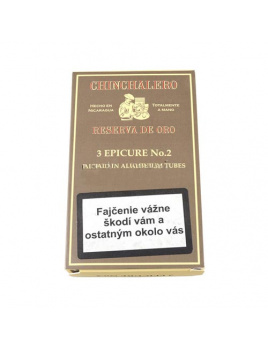 CHINCHALERO
HECHO EN
NICARAGUA
TOTALMENTE
A MANO
RESERVA DE ORO
3 EPICURE No.2
IN ALUMINIUM TUBES
Fajčenie vážne
škodí vám a
ostatným okolo vás